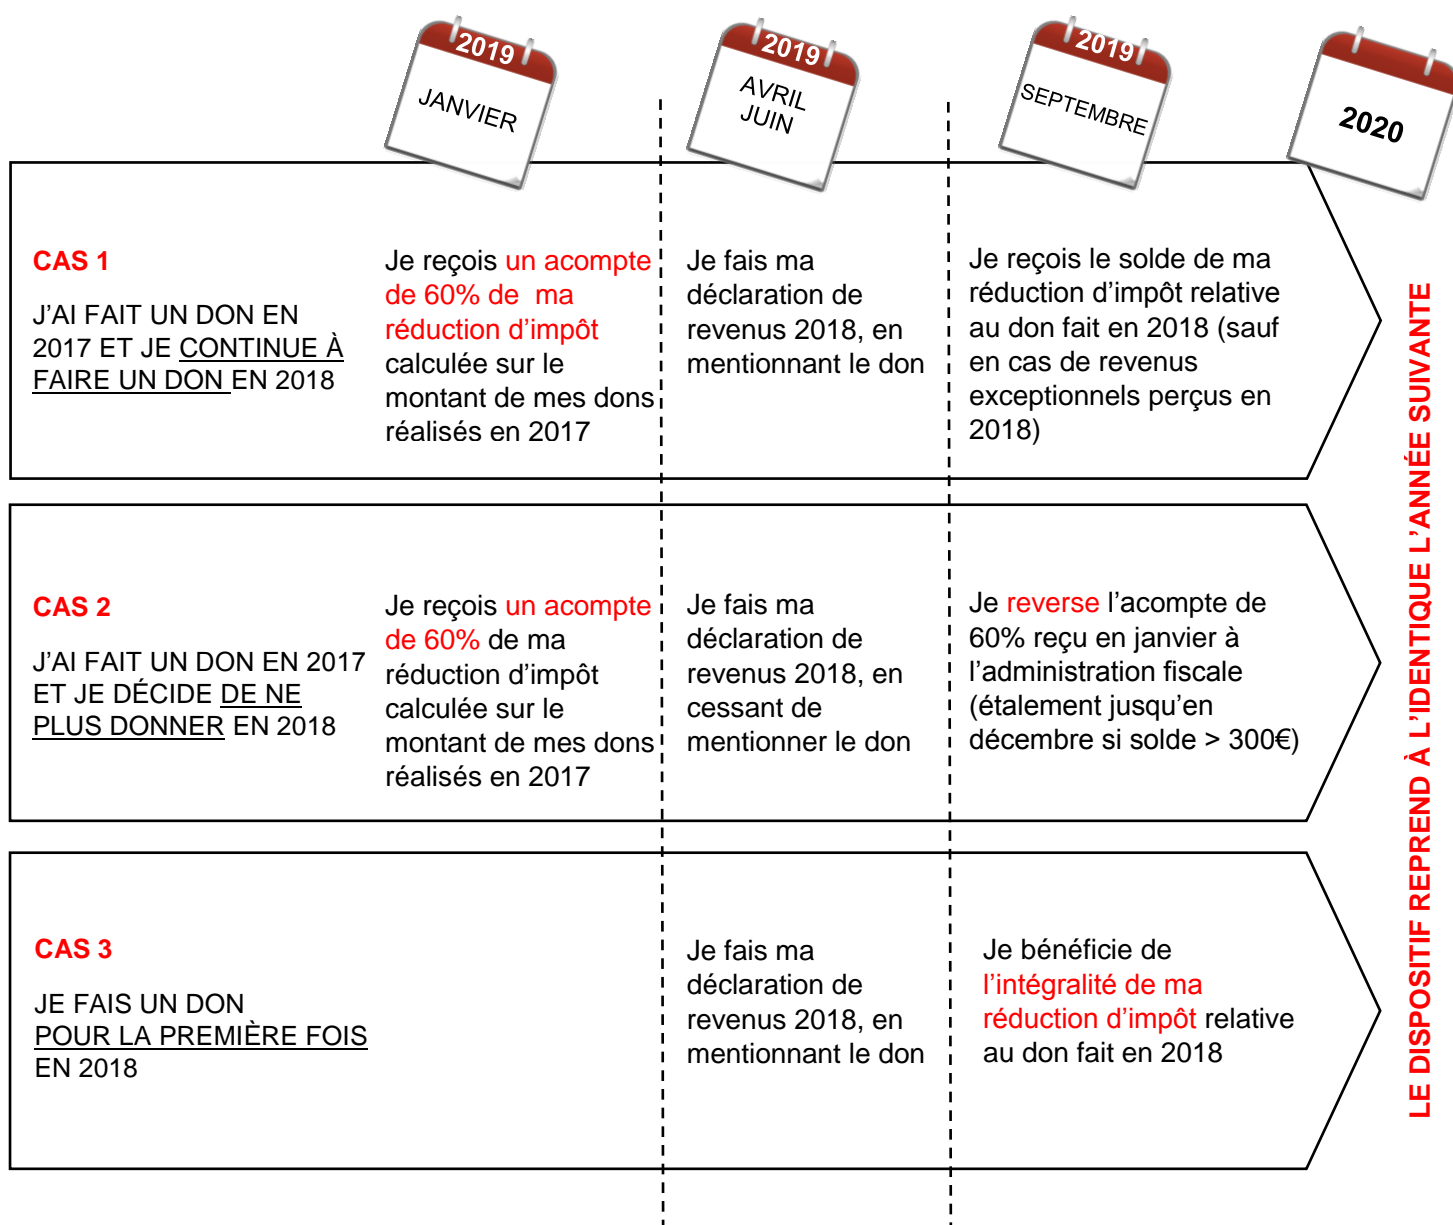 2019
JANVIER
2019
AVRIL
JUIN
2019
SEPTEMBRE
2020
CAS 1
J’AI FAIT UN DON EN
2017 ET JE CONTINUE À
FAIRE UN DON EN 2018
Je reçois un acompte
de 60% de ma
réduction d’impôt
calculée sur le
montant de mes dons
réalisés en 2017
Je fais ma
déclaration de
revenus 2018, en
mentionnant le don
Je reçois le solde de ma
réduction d’impôt relative
au don fait en 2018 (sauf
en cas de revenus
exceptionnels perçus en
2018)
CAS 2
J’AI FAIT UN DON EN 2017
ET JE DÉCIDE DE NE
PLUS DONNER EN 2018
Je reçois un acompte
de 60% de ma
réduction d’impôt
calculée sur le
montant de mes dons
réalisés en 2017
Je fais ma
déclaration de
revenus 2018, en
cessant de
mentionner le don
Je reverse l’acompte de
60% reçu en janvier à
l’administration fiscale
(étalement jusqu’en
décembre si solde > 300€)
CAS 3
JE FAIS UN DON
POUR LA PREMIÈRE FOIS
EN 2018
Je fais ma
déclaration de
revenus 2018, en
mentionnant le don
Je bénéficie de
l’intégralité de ma
réduction d’impôt relative
au don fait en 2018
LE DISPOSITIF REPREND À L’IDENTIQUE L’ANNÉE SUIVANTE